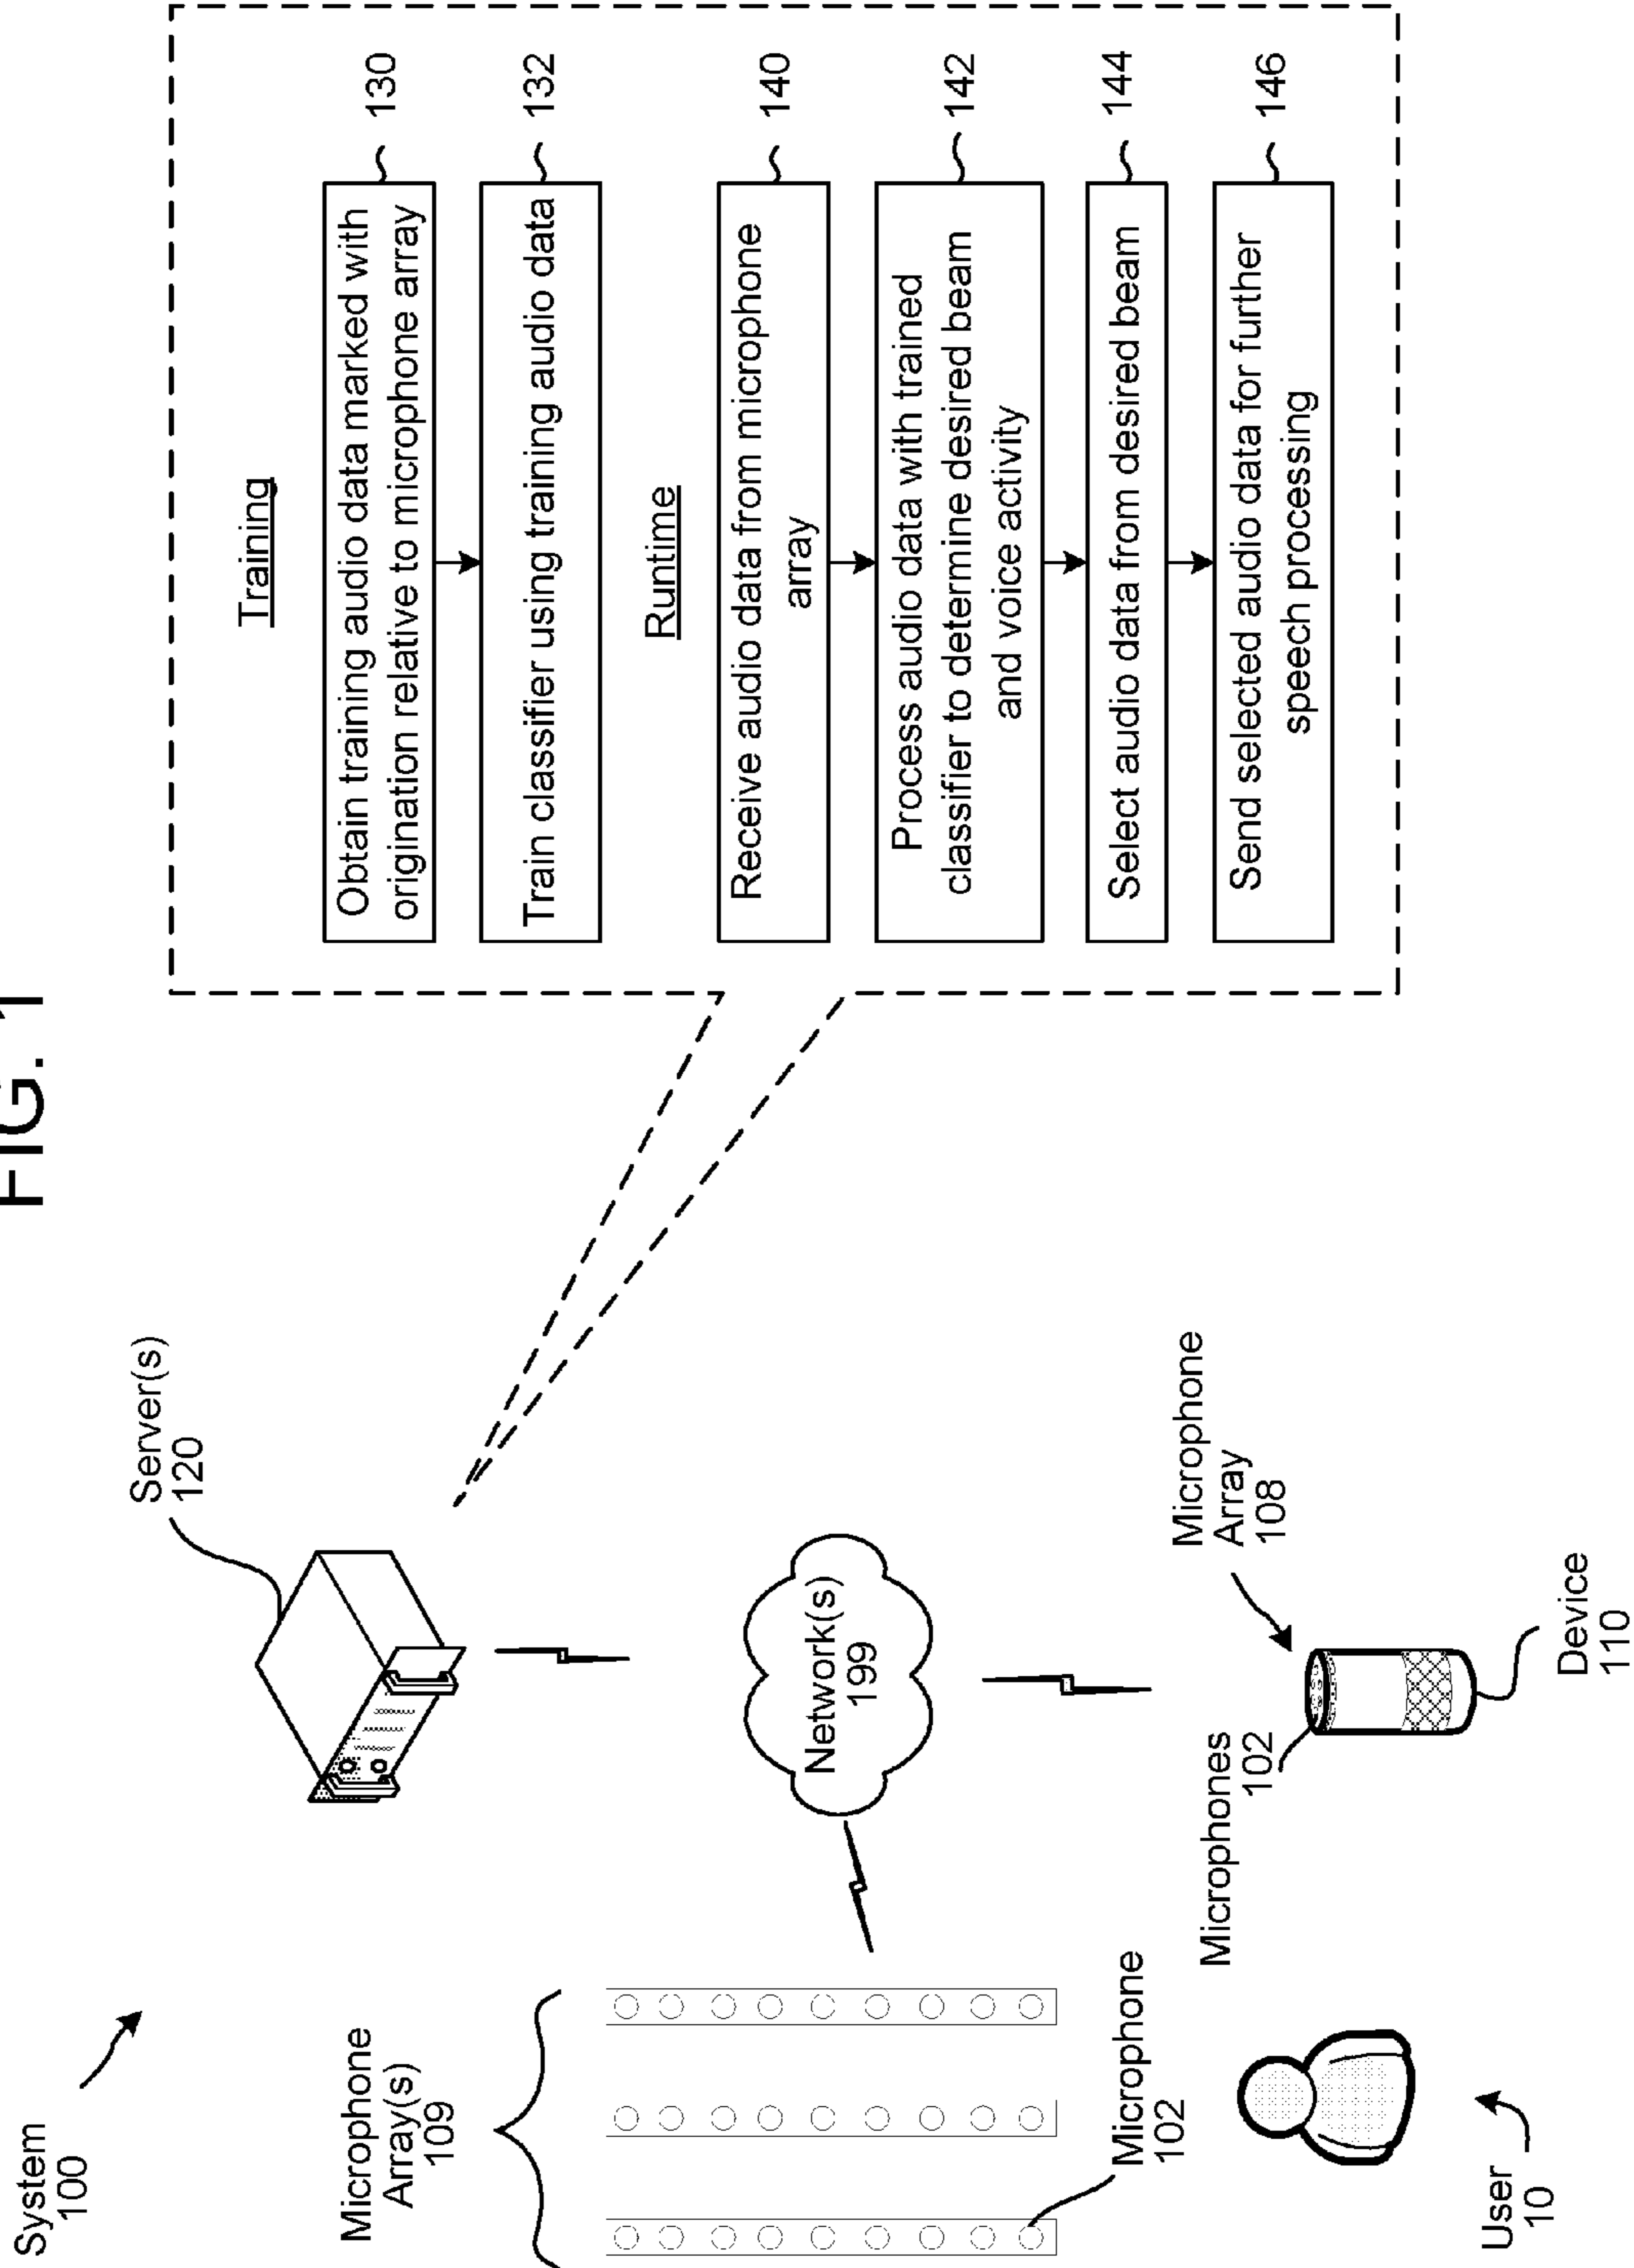 FIG. 1
System
100
Server(s)
120
Microphone
Array(s)
109
Network(s)
199
Microphone
102
Microphones
102
Microphone
Array
108
User
10
Device
110
Training
Obtain training audio data marked with
origination relative to microphone array
130
Train classifier using training audio data
132
Runtime
Receive audio data from microphone
array
140
Process audio data with trained
classifier to determine desired beam
and voice activity
142
Select audio data from desired beam
144
Send selected audio data for further
speech processing
146